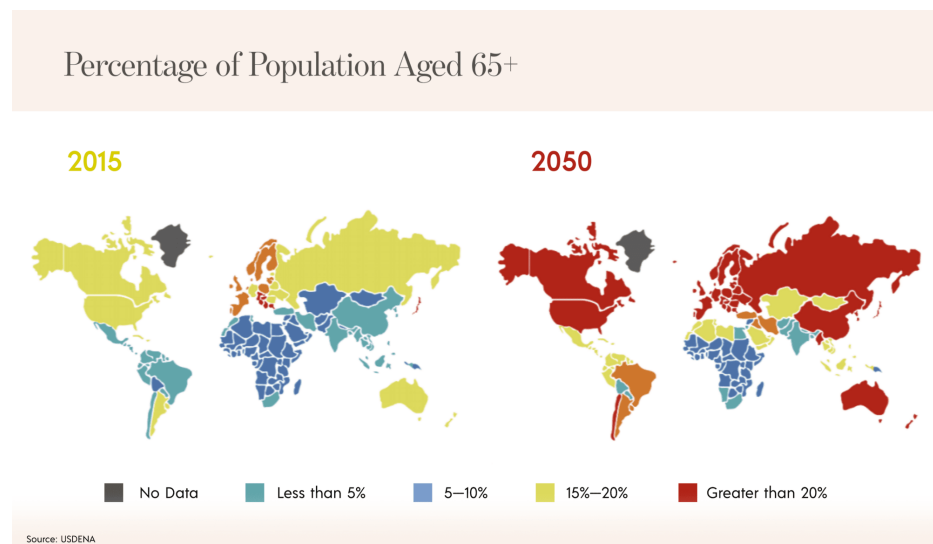 Percentage of Population Aged 65+
2015
2050
No Data
Less than 5%
5—10%
15%—20%
Greater than 20%
Source: USDENA